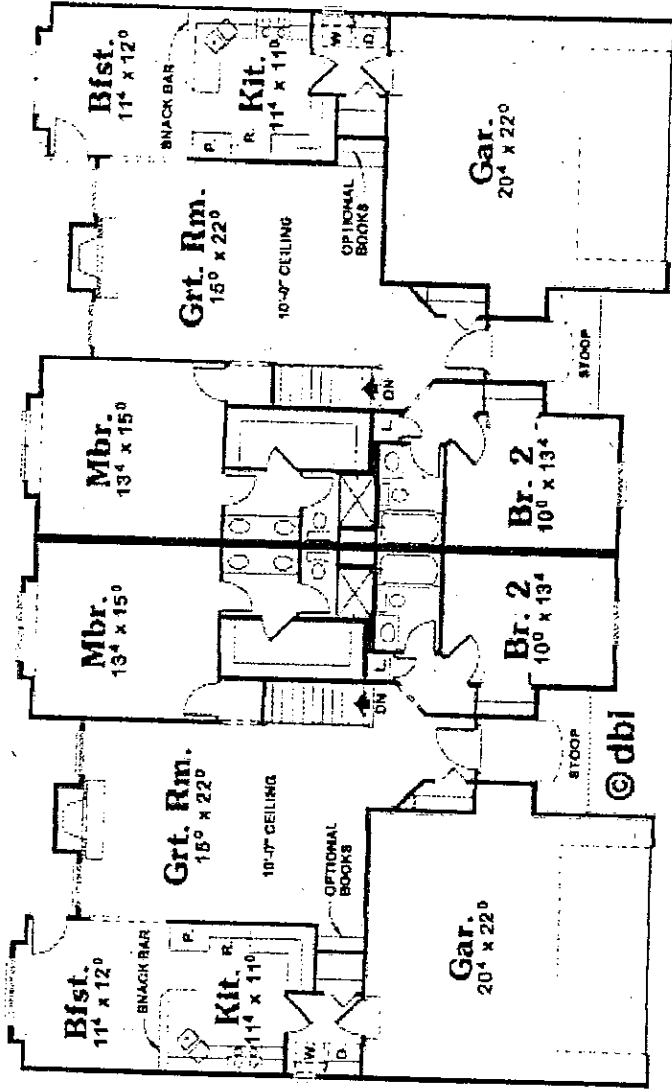 Bfst.
11⁴ x 12⁰
SNACK BAR
Kit.
11⁴ x 11⁰
P.
R.
W.
D.
Grt. Rm.
15⁰ x 22⁰
10'-0" CEILING
OPTIONAL
BOOKS
Gar.
20⁴ x 22⁰
Mbr.
13⁴ x 15⁰
DN
L.
Br. 2
10⁰ x 13⁴
STOOP
© dbi
Mbr.
13⁴ x 15⁰
DN
L.
Br. 2
10⁰ x 13⁴
STOOP
Grt. Rm.
15⁰ x 22⁰
10'-0" CEILING
OPTIONAL
BOOKS
Bfst.
11⁴ x 12⁰
SNACK BAR
Kit.
11⁴ x 11⁰
P.
R.
W.
D.
Gar.
20⁴ x 22⁰